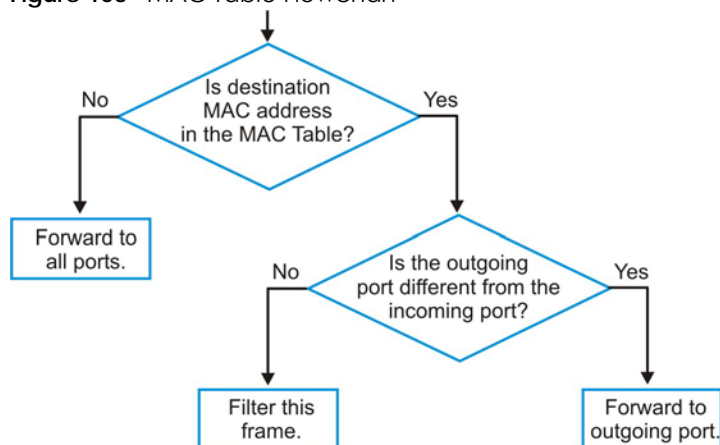 Is destination
MAC address
in the MAC Table?
No
Yes
Forward to
all ports.
Is the outgoing
port different from the
incoming port?
No
Yes
Filter this
frame.
Forward to
outgoing port.